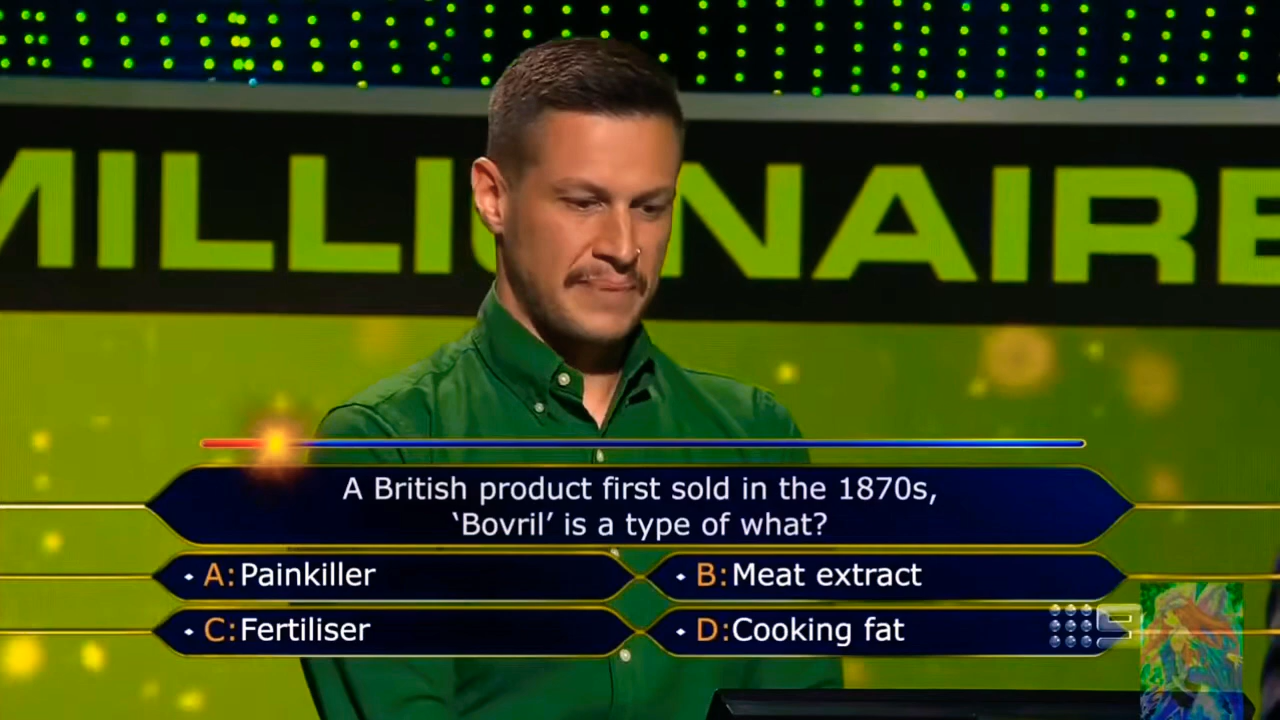 MILLIONAIRE
A British product first sold in the 1870s,
‘Bovril’ is a type of what?
A: Painkiller
B: Meat extract
C: Fertiliser
D: Cooking fat